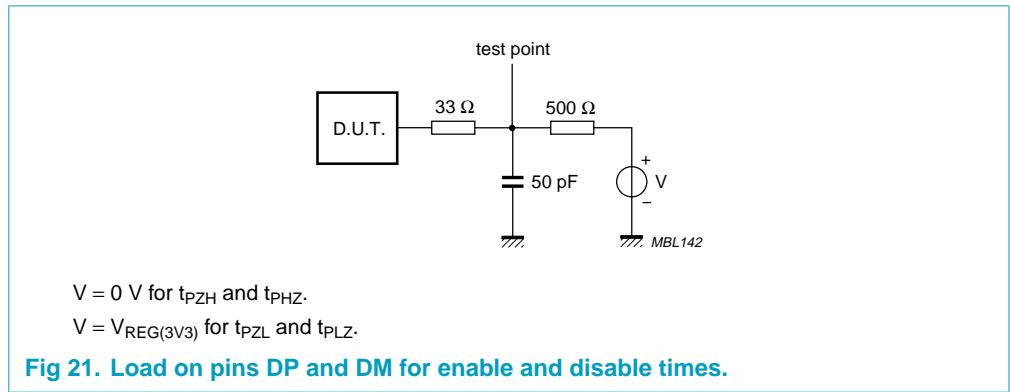 test point
33 Ω
500 Ω
D.U.T.
50 pF
+
V
−
MBL142
V = 0 V for tPZH and tPHZ.
V = VREG(3V3) for tPZL and tPLZ.
Fig 21. Load on pins DP and DM for enable and disable times.